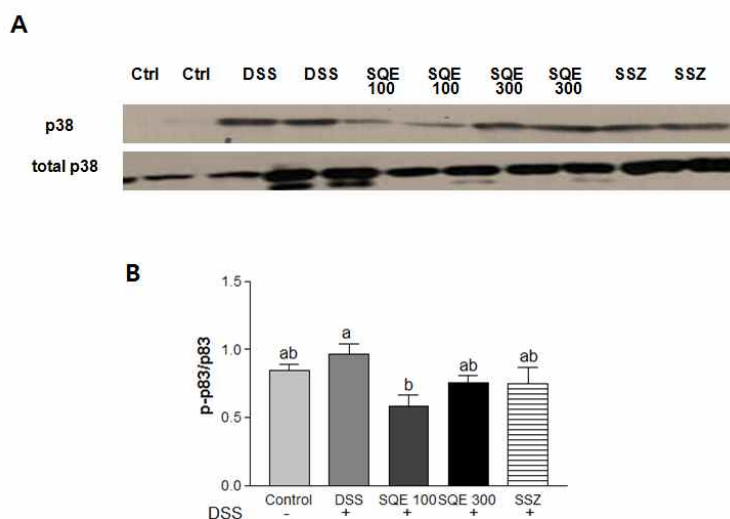 A
Ctrl Ctrl DSS DSS SQE 100 SQE 100 SQE 300 SQE 300 SSZ SSZ
p38
total p38
B
p-p83/p83
1.5
1.0
0.5
0.0
ab a b ab ab
Control DSS SQE 100 SQE 300 SSZ
DSS - + + + +